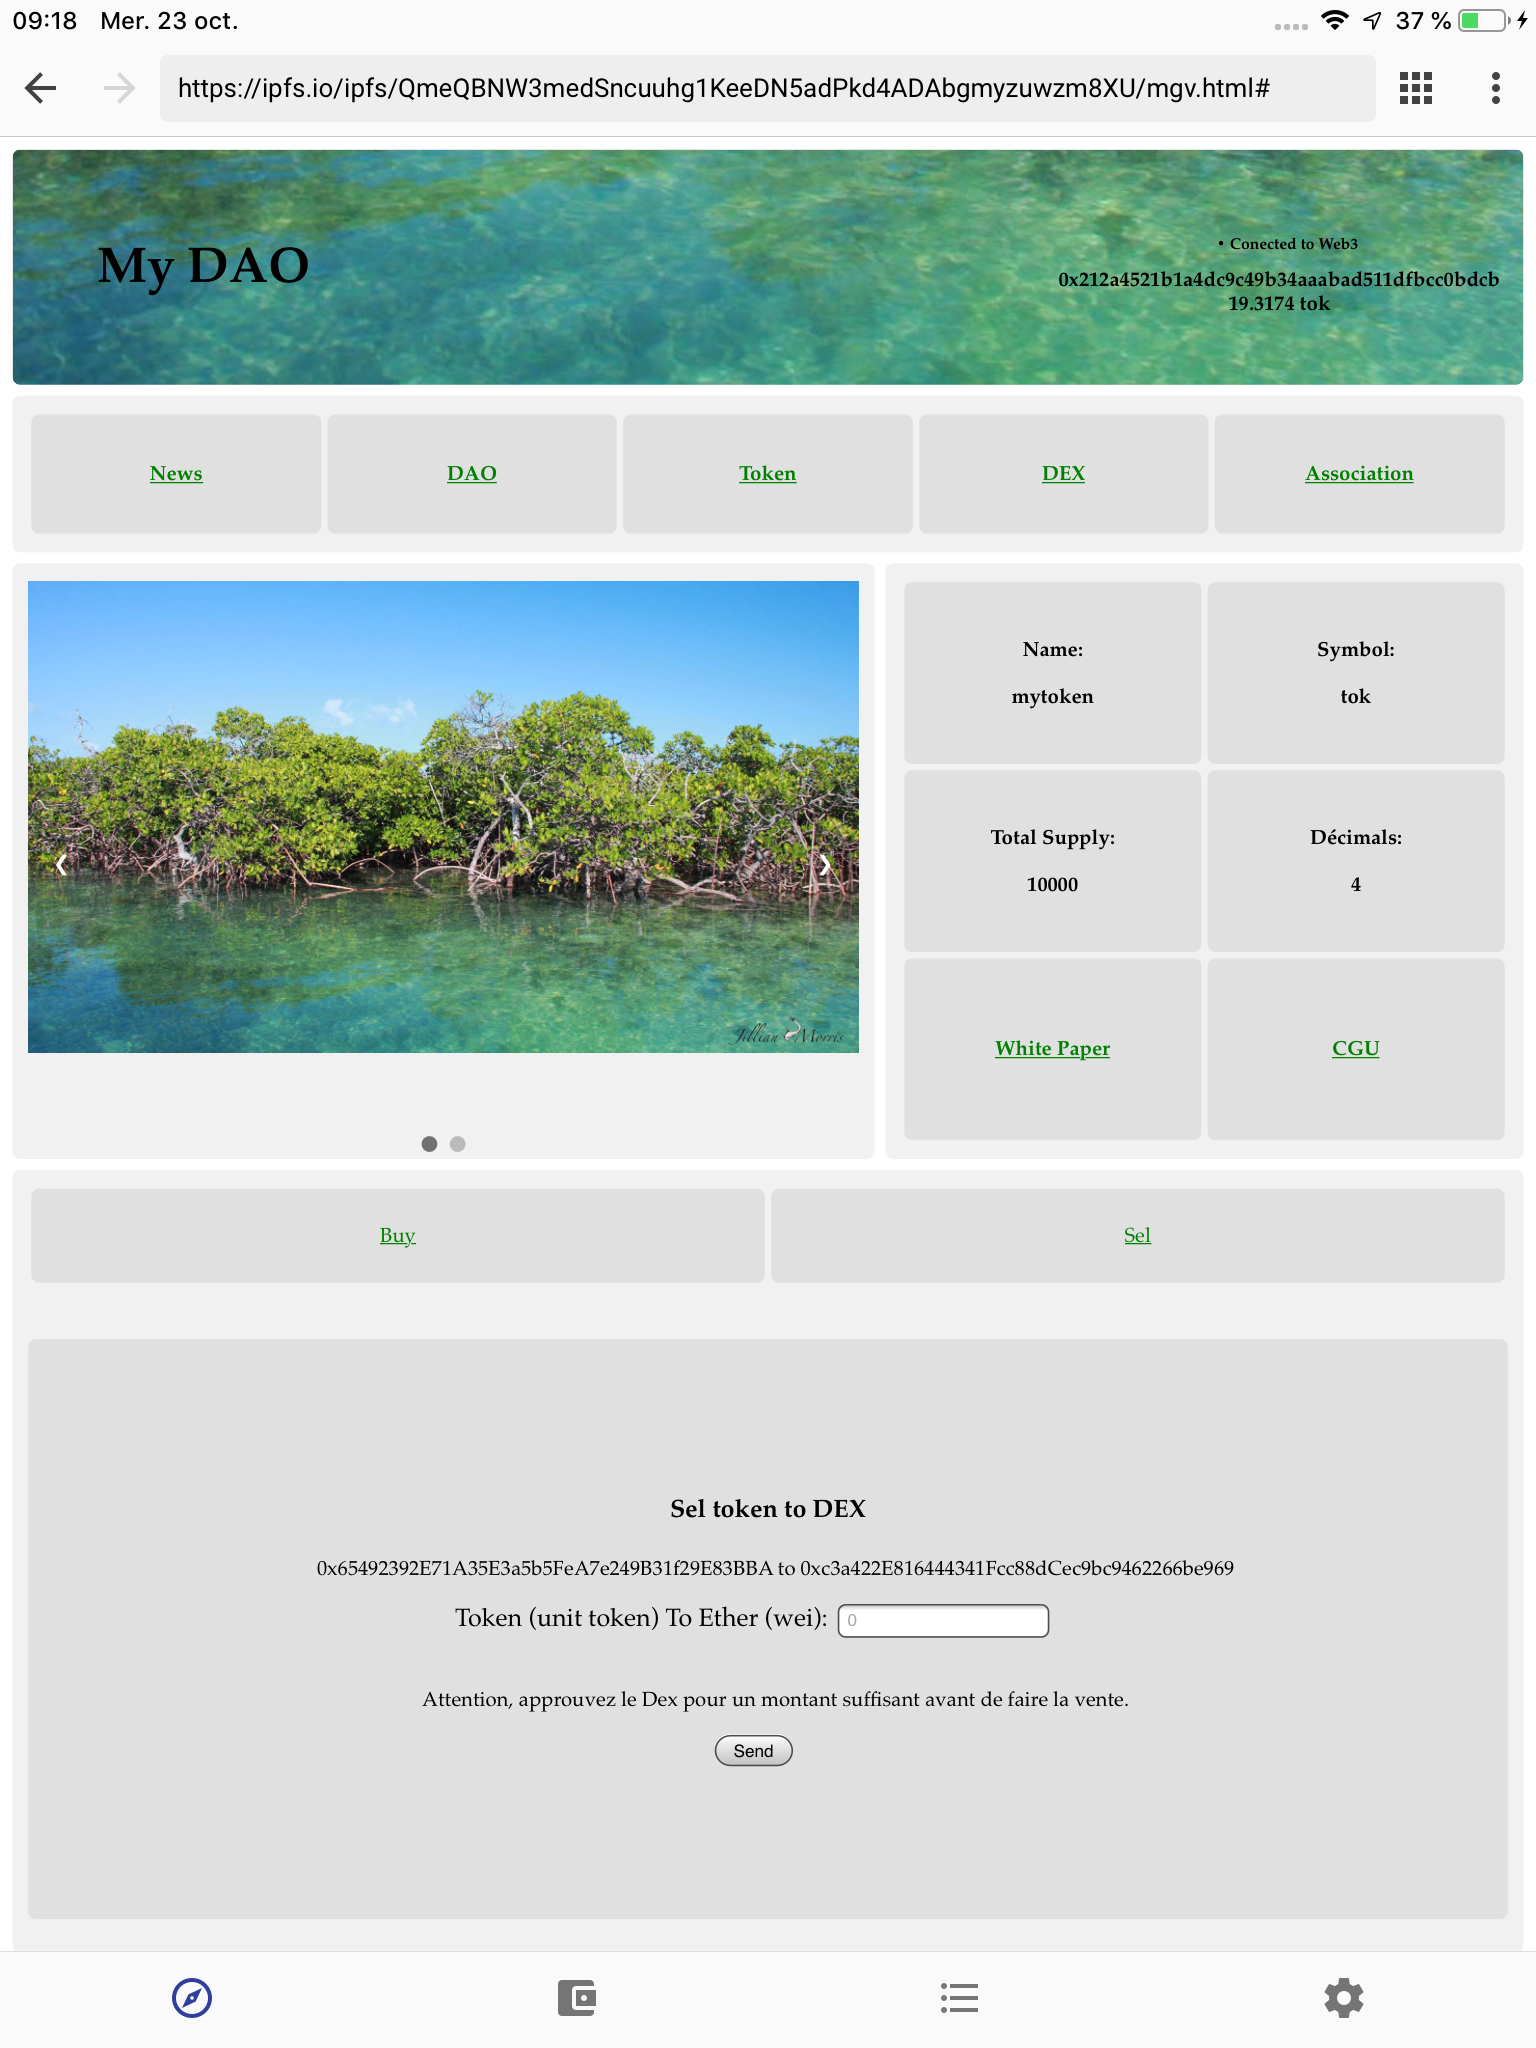 09:18 Mer. 23 oct. 37 %
https://ipfs.io/ipfs/QmeQBNW3medSncuuhg1KeeDN5adPkd4ADAbgmyzuwzm8XU/mgv.html#
My DAO
• Conected to Web3
0x212a4521b1a4dc9c49b34aaabad511dfbcc0bdcb
19.3174 tok
News DAO Token DEX Association
Jillian Morris
Name:
mytoken
Symbol:
tok
Total Supply:
10000
Décimals:
4
White Paper
CGU
Buy Sel
Sel token to DEX
0x65492392E71A35E3a5b5FeA7e249B31f29E83BBA to 0xc3a422E816444341Fcc88dCec9bc9462266be969
Token (unit token) To Ether (wei): 0
Attention, approuvez le Dex pour un montant suffisant avant de faire la vente.
Send